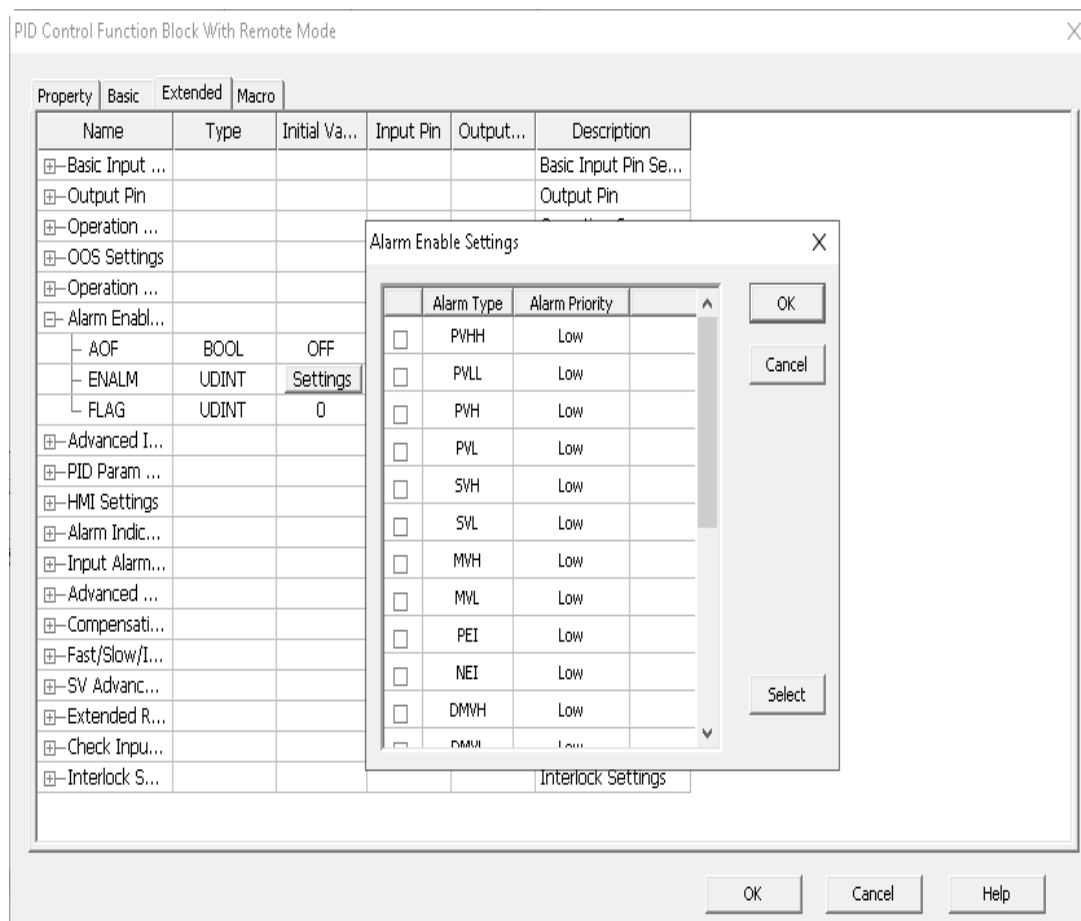 PID Control Function Block With Remote Mode
Property Basic Extended Macro
Name Type Initial Va... Input Pin Output... Description
Basic Input ... Basic Input Pin Se...
Output Pin Output Pin
Operation ...
OOS Settings
Operation ...
Alarm Enabl...
AOF BOOL OFF
ENALM UDINT Settings
FLAG UDINT 0
Advanced I...
PID Param ...
HMI Settings
Alarm Indic...
Input Alarm...
Advanced ...
Compensati...
Fast/Slow/I...
SV Advanc...
Extended R...
Check Inpu...
Interlock S... Interlock Settings
Alarm Enable Settings
Alarm Type Alarm Priority
PVHH Low
PVLL Low
PVH Low
PVL Low
SVH Low
SVL Low
MVH Low
MVL Low
PEI Low
NEI Low
DMVH Low
OK
Cancel
Select
OK Cancel Help